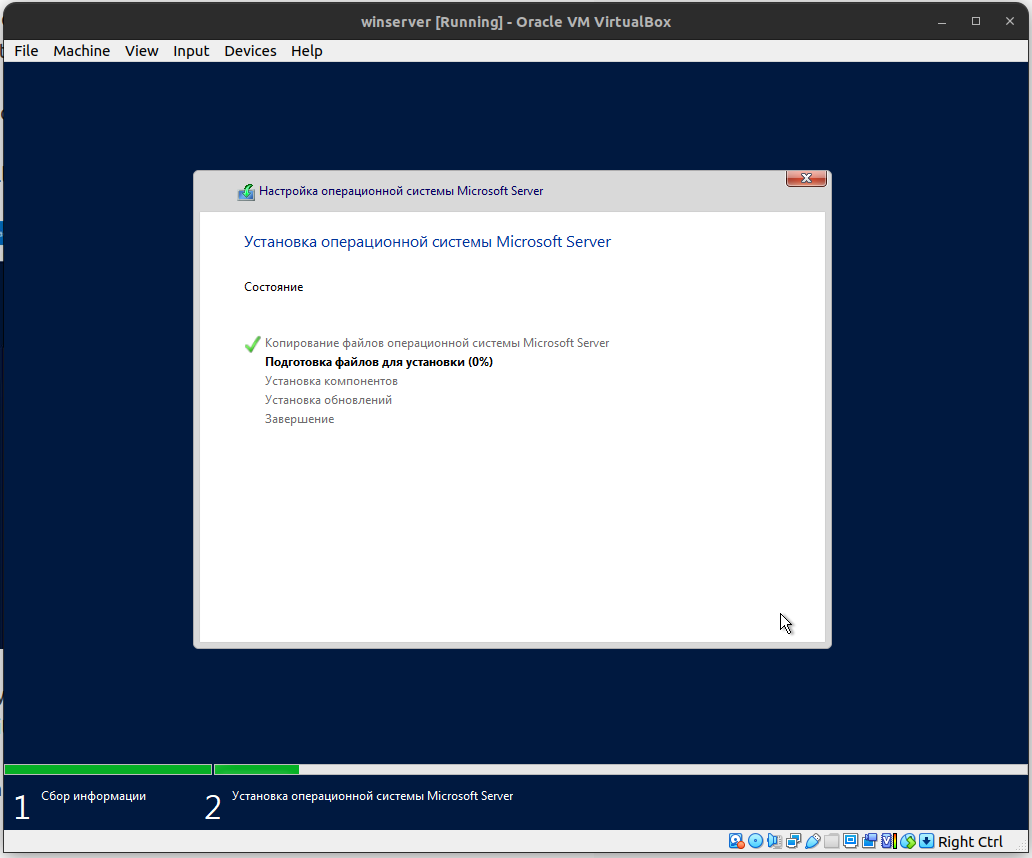 winserver [Running] - Oracle VM VirtualBox
File Machine View Input Devices Help
Настройка операционной системы Microsoft Server
Установка операционной системы Microsoft Server
Состояние
Копирование файлов операционной системы Microsoft Server
Подготовка файлов для установки (0%)
Установка компонентов
Установка обновлений
Завершение
1 Сбор информации
2 Установка операционной системы Microsoft Server
Right Ctrl